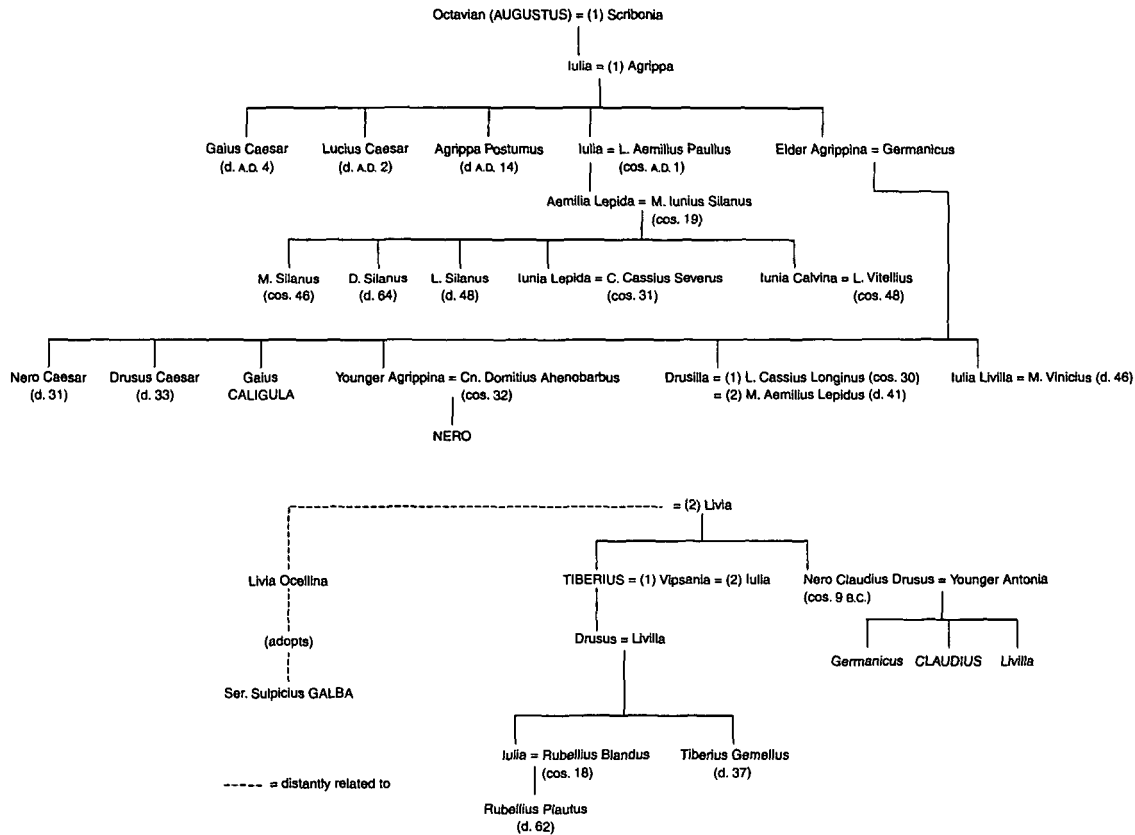 Octavian (AUGUSTUS) = (1) Scribonia
Iulia = (1) Agrippa
Gaius Caesar
(d. A.D. 4)
Lucius Caesar
(d. A.D. 2)
Agrippa Postumus
(d A.D. 14)
Iulia = L. Aemilius Paullus
(cos. A.D. 1)
Elder Agrippina = Germanicus
Aemilia Lepida = M. Iunius Silanus
(cos. 19)
M. Silanus
(cos. 46)
D. Silanus
(d. 64)
L. Silanus
(d. 48)
Iunia Lepida = C. Cassius Severus
(cos. 31)
Iunia Calvina = L. Vitellius
(cos. 48)
Nero Caesar
(d. 31)
Drusus Caesar
(d. 33)
Gaius
CALIGULA
Younger Agrippina = Cn. Domitius Ahenobarbus
(cos. 32)
Drusilla = (1) L. Cassius Longinus (cos. 30)
= (2) M. Aemilius Lepidus (d. 41)
Iulia Livilla = M. Vinicius (d. 46)
NERO
= (2) Livia
Livia Ocellina
TIBERIUS = (1) Vipsania = (2) Iulia
Nero Claudius Drusus = Younger Antonia
(cos. 9 B.C.)
(adopts)
Drusus = Livilla
Germanicus CLAUDIUS Livilla
Ser. Sulpicius GALBA
Iulia = Rubellius Blandus
(cos. 18)
Tiberius Gemellus
(d. 37)
----- = distantly related to
Rubellius Plautus
(d. 62)